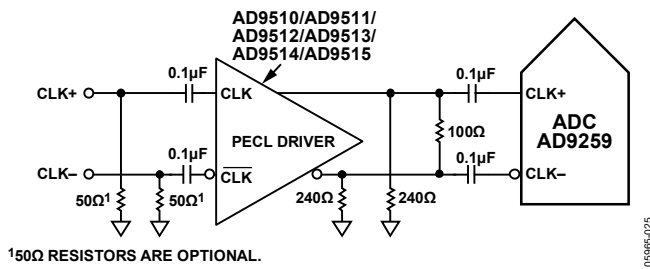 AD9510/AD9511/
AD9512/AD9513/
AD9514/AD9515
0.1µF
0.1µF
CLK+
CLK
CLK+
PECL DRIVER
100Ω
ADC
AD9259
0.1µF
0.1µF
CLK–
CLK
CLK–
50Ω1
50Ω1
240Ω
240Ω
150Ω RESISTORS ARE OPTIONAL.
05965-025